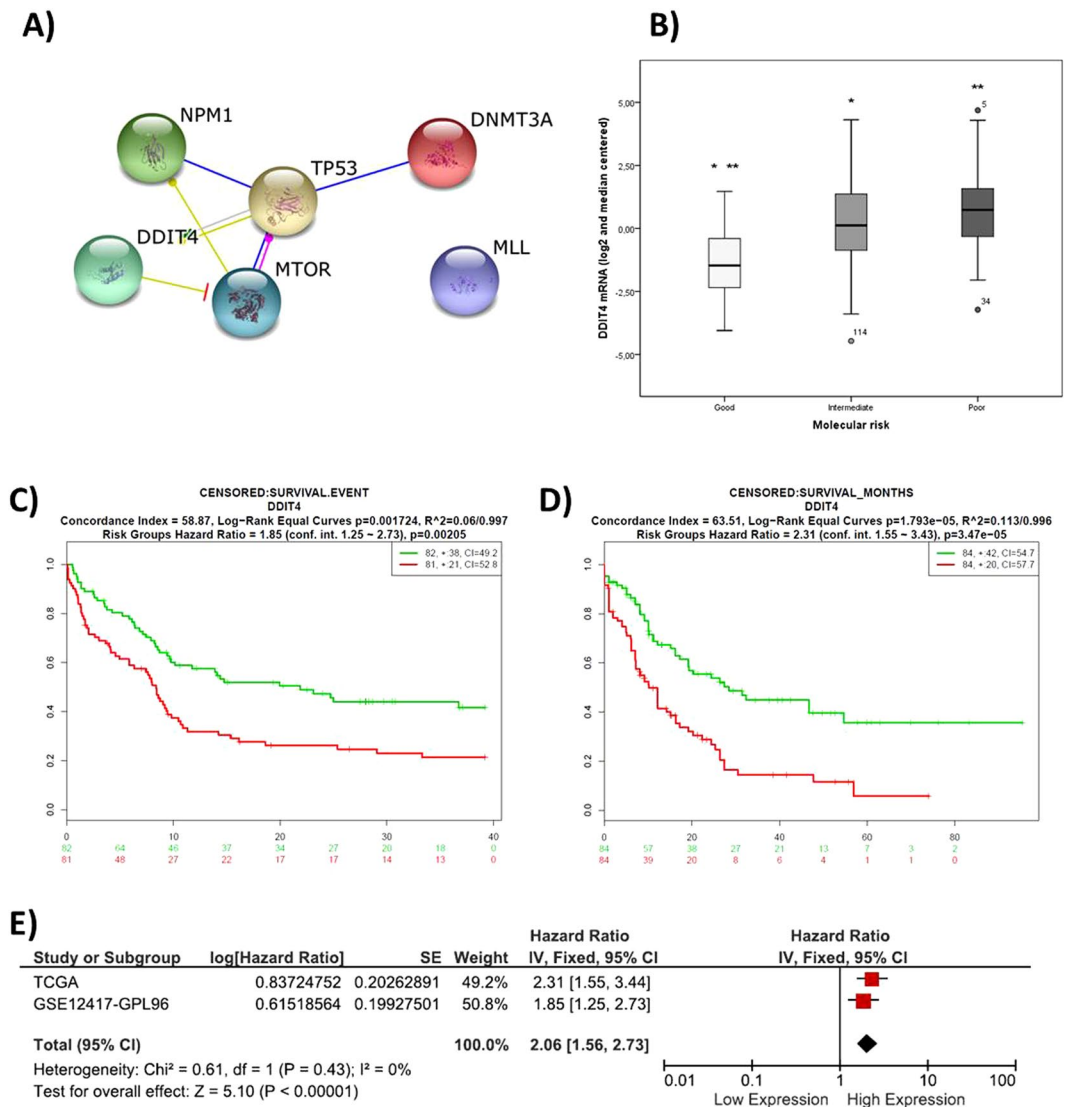 A)
NPM1
DNMT3A
TP53
DDIT4
MTOR
MLL
B)
DDIT4 mRNA (log2 and median centered)
5,00
2,50
0,00
-2,50
-5,00
* **
*
**
5
114
34
Good Intermediate Poor
Molecular risk
C)
CENSORED:SURVIVAL.EVENT
DDIT4
Concordance Index = 58.87, Log-Rank Equal Curves p=0.001724, R^2=0.06/0.997
Risk Groups Hazard Ratio = 1.85 (conf. int. 1.25 ~ 2.73), p=0.00205
82, +:38, CI=49.2
81, +:21, CI=52.8
1.0
0.8
0.6
0.4
0.2
0.0
0 10 20 30 40
82 64 46 37 34 27 20 18 0
81 48 27 22 17 17 14 13 0
D)
CENSORED:SURVIVAL_MONTHS
DDIT4
Concordance Index = 63.51, Log-Rank Equal Curves p=1.793e-05, R^2=0.113/0.996
Risk Groups Hazard Ratio = 2.31 (conf. int. 1.55 ~ 3.43), p=3.47e-05
84, +:42, CI=54.7
84, +:20, CI=57.7
1.0
0.8
0.6
0.4
0.2
0.0
0 20 40 60 80
84 57 38 27 21 13 7 3 2
84 39 20 8 6 4 1 1 0
E)
Hazard Ratio Hazard Ratio
Study or Subgroup log[Hazard Ratio] SE Weight IV, Fixed, 95% CI IV, Fixed, 95% CI
TCGA 0.83724752 0.20262891 49.2% 2.31 [1.55, 3.44]
GSE12417-GPL96 0.61518564 0.19927501 50.8% 1.85 [1.25, 2.73]
Total (95% CI) 100.0% 2.06 [1.56, 2.73]
Heterogeneity: Chi² = 0.61, df = 1 (P = 0.43); I² = 0%
Test for overall effect: Z = 5.10 (P < 0.00001)
0.01 0.1 1 10 100
Low Expression High Expression